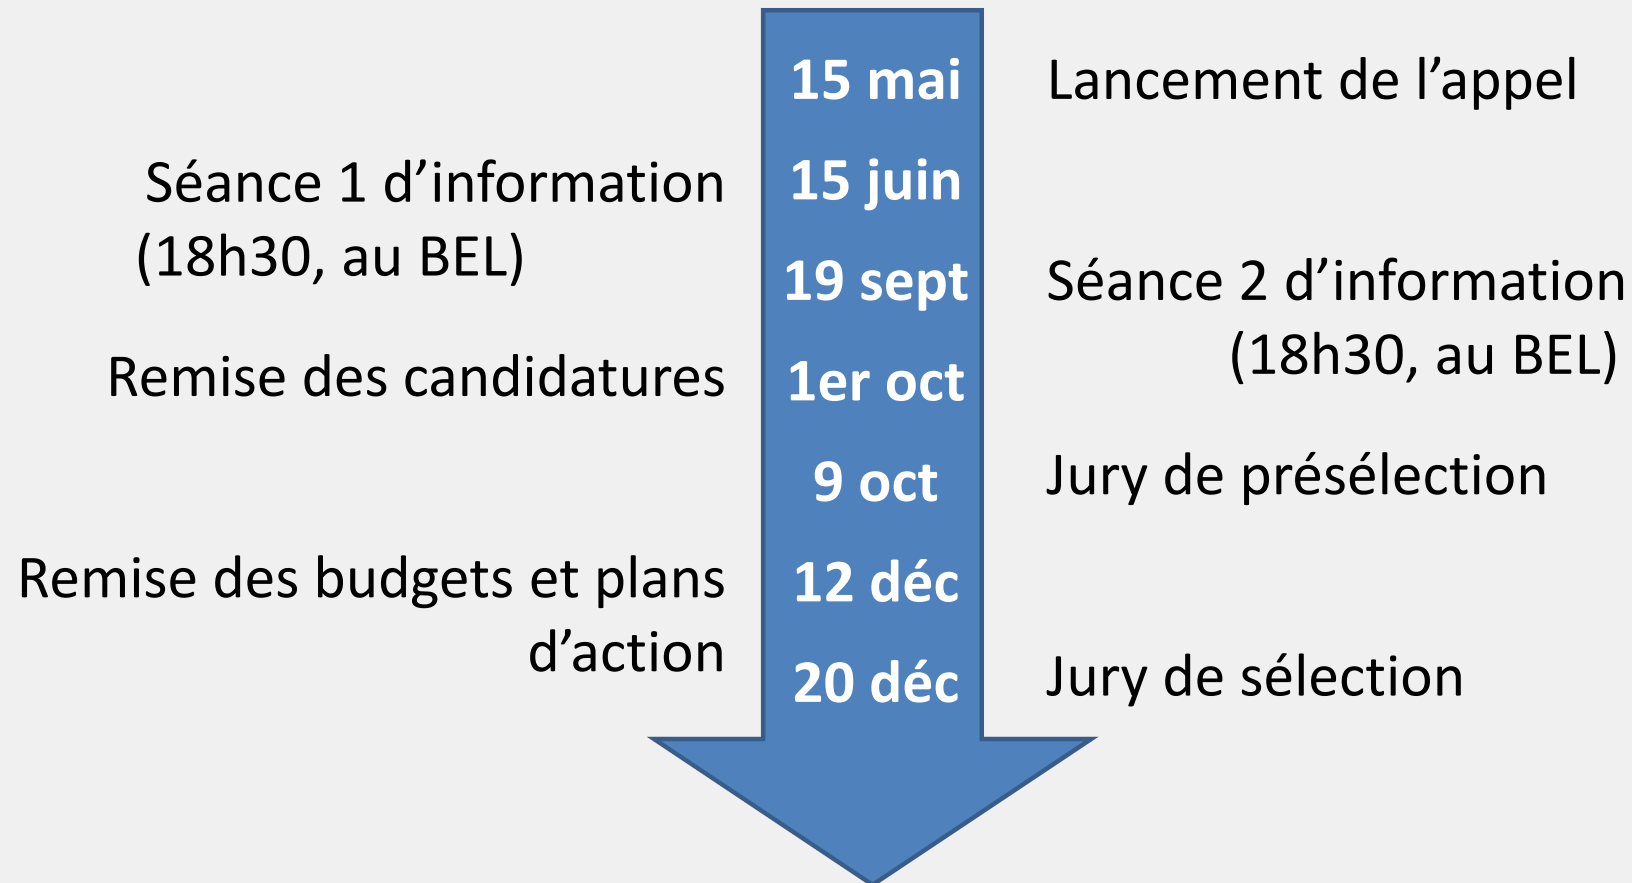 15 mai
Lancement de l’appel
Séance 1 d’information
(18h30, au BEL)
15 juin
19 sept
Séance 2 d’information
(18h30, au BEL)
Remise des candidatures
1er oct
9 oct
Jury de présélection
Remise des budgets et plans
d’action
12 déc
20 déc
Jury de sélection